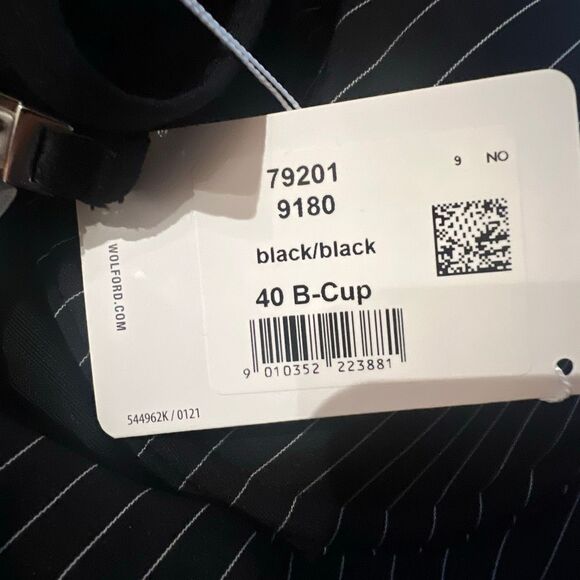 79201
9 NO
9180
black/black
40 B-Cup
9 010352 223881
WOLFORD.COM
544962K / 0121